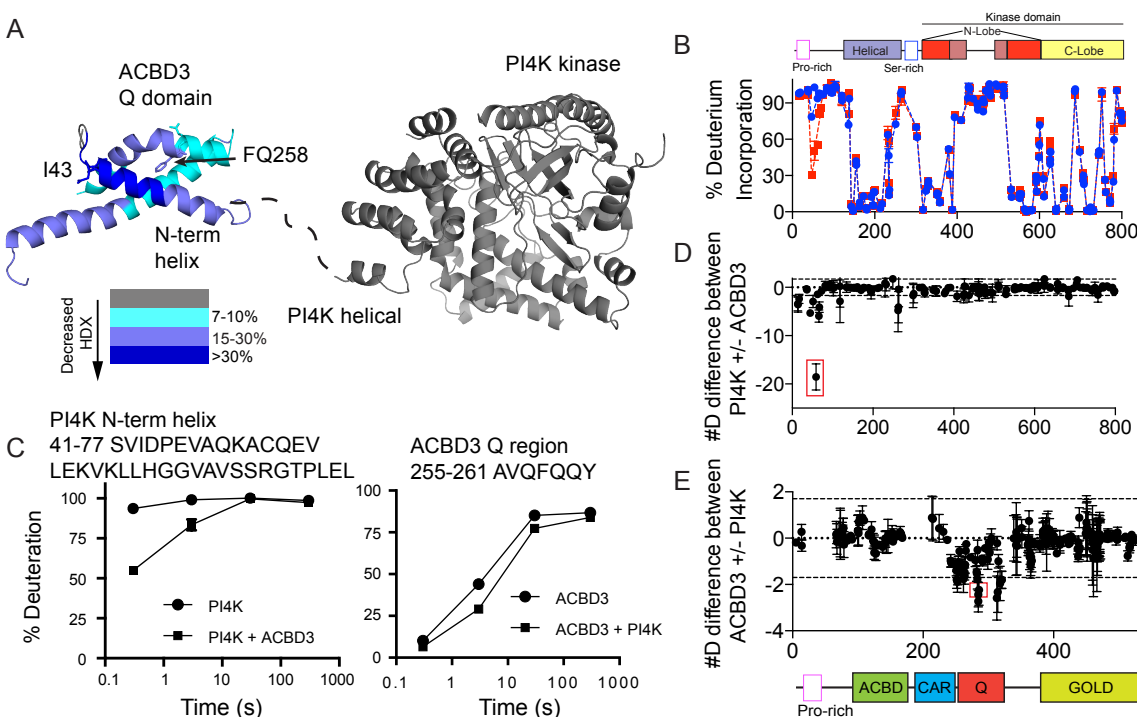 A
ACBD3
Q domain
PI4K kinase
I43
FQ258
N-term
helix
PI4K helical
Decreased
HDX
7-10%
15-30%
>30%
B
Kinase domain
N-Lobe
Helical
C-Lobe
Pro-rich
Ser-rich
% Deuterium
Incorporation
90
60
30
0
0 200 400 600 800
C
PI4K N-term helix
41-77 SVIDPEVAQKACQEV
LEKVKLLHGGVAVSSRGTPLEL
ACBD3 Q region
255-261 AVQFQQY
% Deuteration
100
75
50
25
0
PI4K
PI4K + ACBD3
0.1 1 10 100 1000
Time (s)
100
75
50
25
0
ACBD3
ACBD3 + PI4K
0.1 1 10 100 1000
Time (s)
D
#D difference between
PI4K +/- ACBD3
0
-10
-20
0 200 400 600 800
E
#D difference between
ACBD3 +/- PI4K
2
0
-2
-4
0 200 400
ACBD CAR Q GOLD
Pro-rich